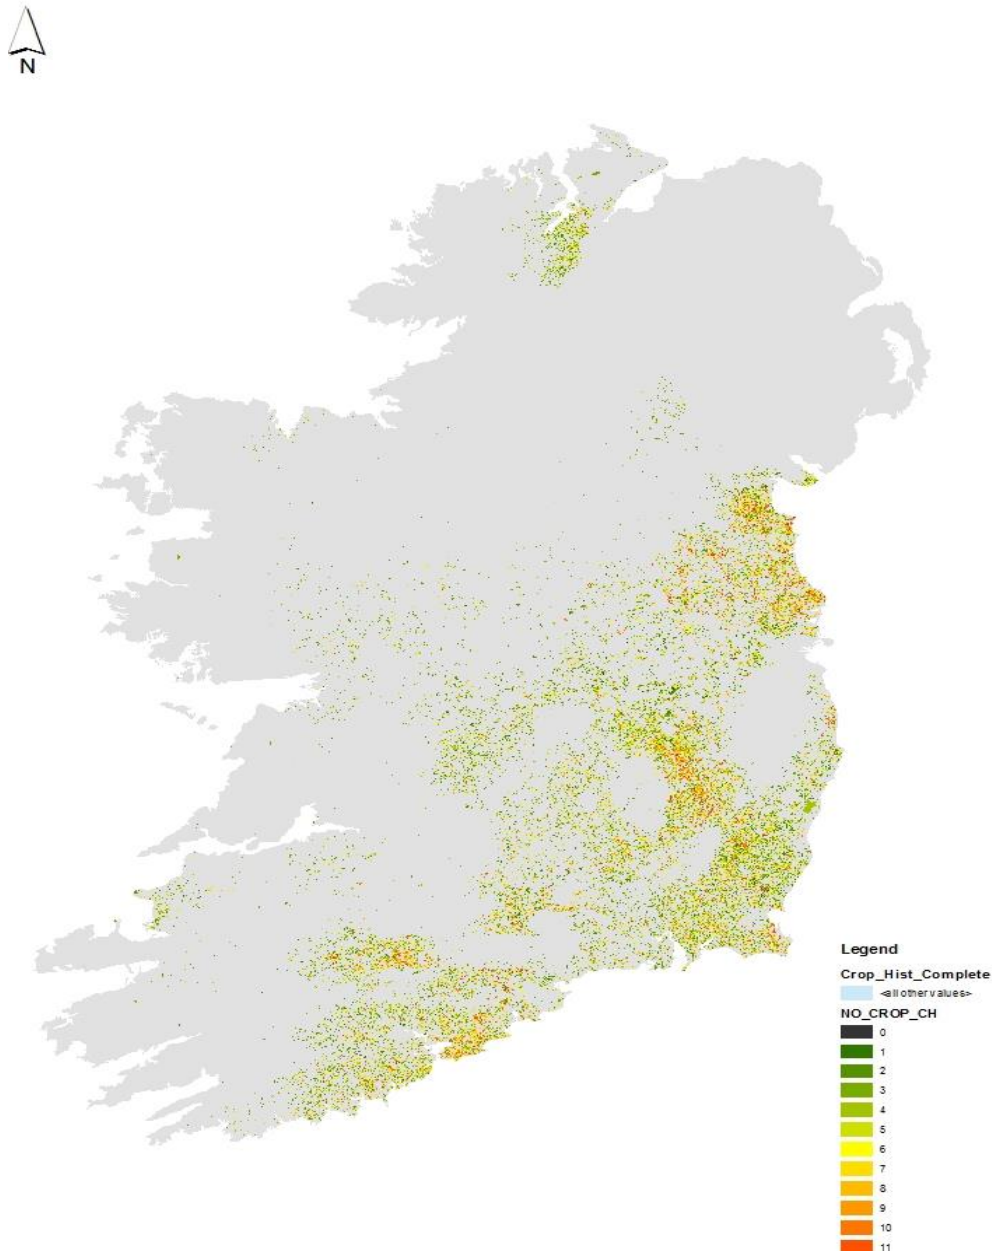 N
Legend
Crop_Hist_Complete
<all other values>
NO_CROP_CH
0
1
2
3
4
5
6
7
8
9
10
11